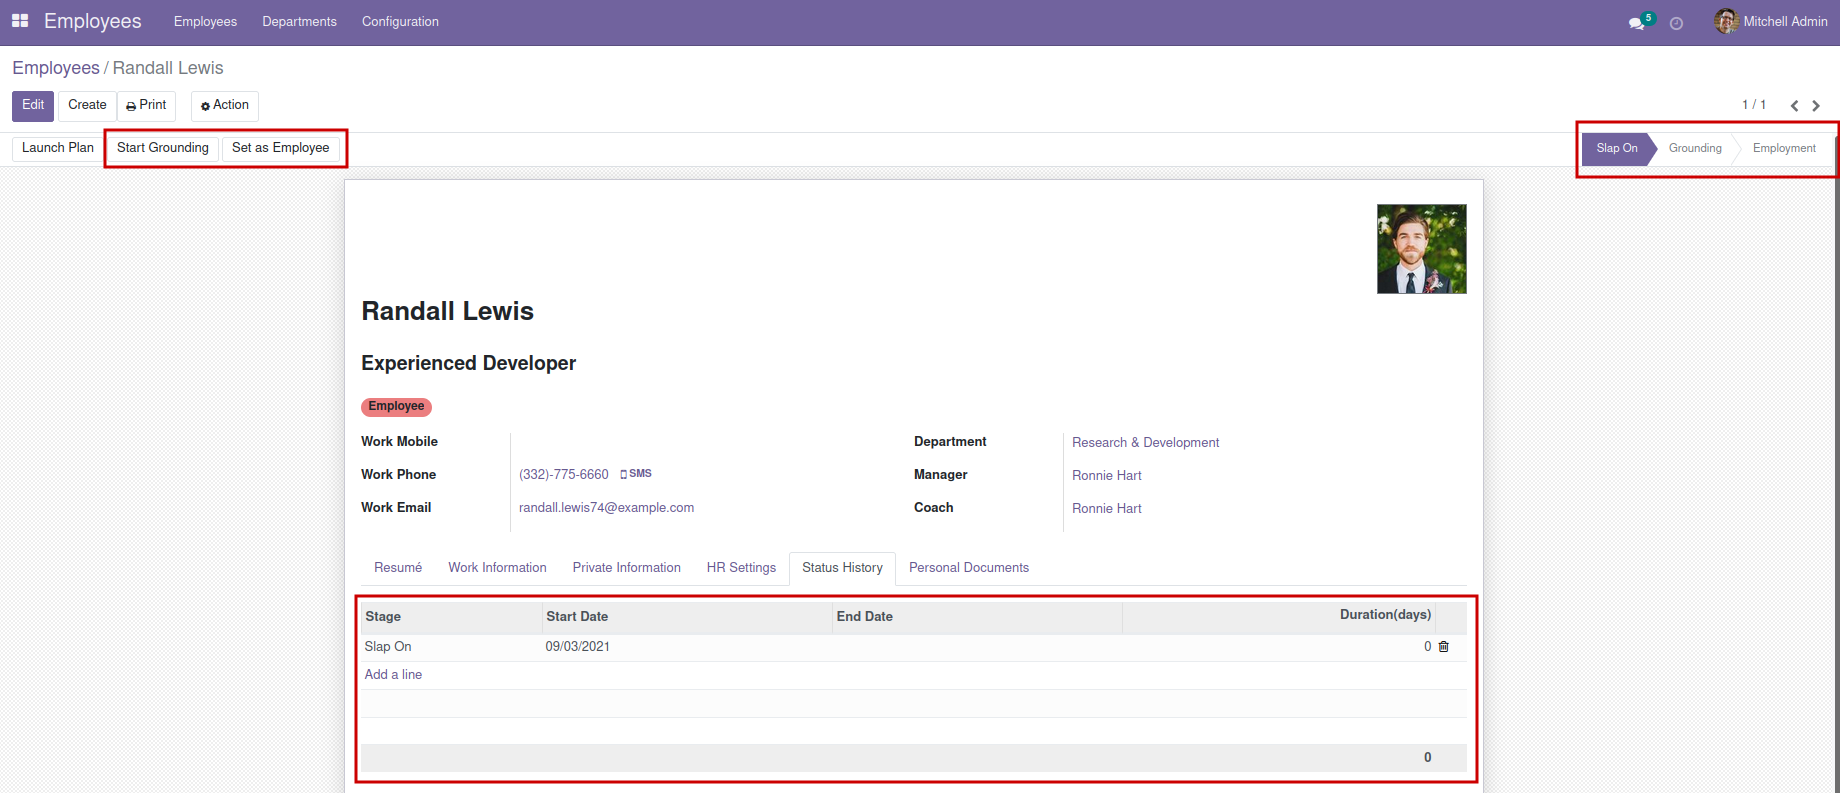 Employees Employees Departments Configuration 5 Mitchell Admin
Employees / Randall Lewis
Edit Create Print Action 1 / 1
Launch Plan Start Grounding Set as Employee Slap On Grounding Employment
Randall Lewis
Experienced Developer
Employee
Work Mobile Department Research & Development
Work Phone (332)-775-6660 SMS Manager Ronnie Hart
Work Email randall.lewis74@example.com Coach Ronnie Hart
Resumé Work Information Private Information HR Settings Status History Personal Documents
Stage Start Date End Date Duration(days)
Slap On 09/03/2021 0
Add a line
0